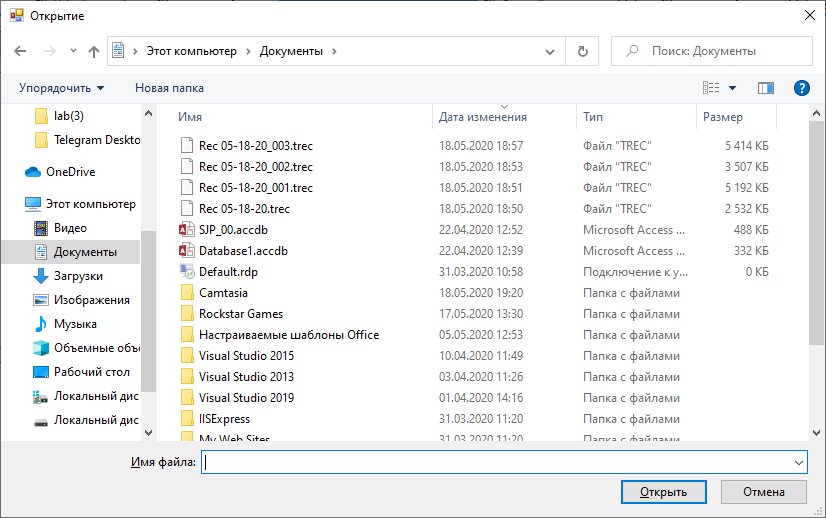 Открытие
Этот компьютер Документы
Поиск: Документы
Упорядочить Новая папка
lab(3)
Telegram Deskto
OneDrive
Этот компьютер
Видео
Документы
Загрузки
Изображения
Музыка
Объемные объ
Рабочий стол
Локальный дис
Локальный дис
Имя Дата изменения Тип Размер
Rec 05-18-20_003.trec 18.05.2020 18:57 Файл "TREC" 5 414 КБ
Rec 05-18-20_002.trec 18.05.2020 18:53 Файл "TREC" 3 507 КБ
Rec 05-18-20_001.trec 18.05.2020 18:51 Файл "TREC" 5 192 КБ
Rec 05-18-20.trec 18.05.2020 18:50 Файл "TREC" 2 532 КБ
SJP_00.accdb 22.04.2020 12:52 Microsoft Access ... 488 КБ
Database1.accdb 22.04.2020 12:39 Microsoft Access ... 332 КБ
Default.rdp 31.03.2020 10:58 Подключение к у... 0 КБ
Camtasia 18.05.2020 19:20 Папка с файлами
Rockstar Games 17.05.2020 13:30 Папка с файлами
Настраиваемые шаблоны Office 05.05.2020 12:53 Папка с файлами
Visual Studio 2015 10.04.2020 11:49 Папка с файлами
Visual Studio 2013 03.04.2020 11:26 Папка с файлами
Visual Studio 2019 01.04.2020 14:16 Папка с файлами
IISExpress 31.03.2020 11:20 Папка с файлами
My Web Sites 31.03.2020 11:20 Папка с файлами
Имя файла:
Открыть Отмена